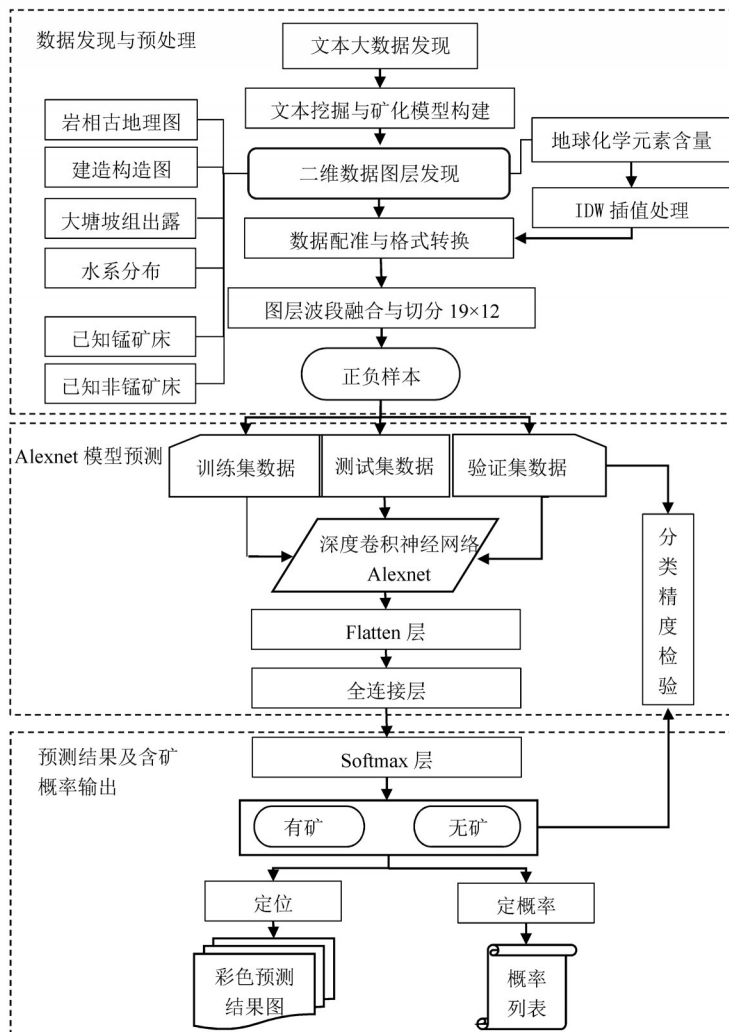 数据发现与预处理
文本大数据发现
文本挖掘与矿化模型构建
岩相古地理图
建造构造图
大塘坡组出露
水系分布
已知锰矿床
已知非锰矿床
二维数据图层发现
地球化学元素含量
IDW 插值处理
数据配准与格式转换
图层波段融合与切分 19×12
正负样本
Alexnet 模型预测
训练集数据
测试集数据
验证集数据
深度卷积神经网络
Alexnet
Flatten 层
全连接层
分
类
精
度
检
验
预测结果及含矿
概率输出
Softmax 层
有矿
无矿
定位
定概率
彩色预测
结果图
概率
列表